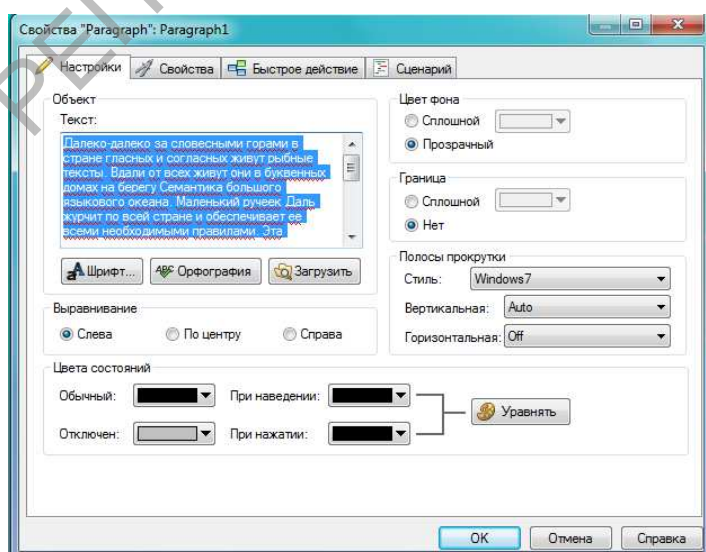 Свойства "Paragraph": Paragraph1
Настройки Свойства Быстрое действие Сценарий
Объект
Текст:
Далеко-далеко за словесными горами в
стране гласных и согласных живут рыбные
тексты. Вдали от всех живут они в буквенных
домах на берегу Семантика большого
языкового океана. Маленький ручеек Даль
журчит по всей стране и обеспечивает ее
всеми необходимыми правилами. Эта
Шрифт... Орфография Загрузить
Цвет фона
Сплошной
Прозрачный
Граница
Сплошной
Нет
Полосы прокрутки
Стиль: Windows7
Вертикальная: Auto
Горизонтальная: Off
Выравнивание
Слева По центру Справа
Цвета состояний
Обычный: При наведении:
Отключен: При нажатии:
Уравнять
OK Отмена Справка